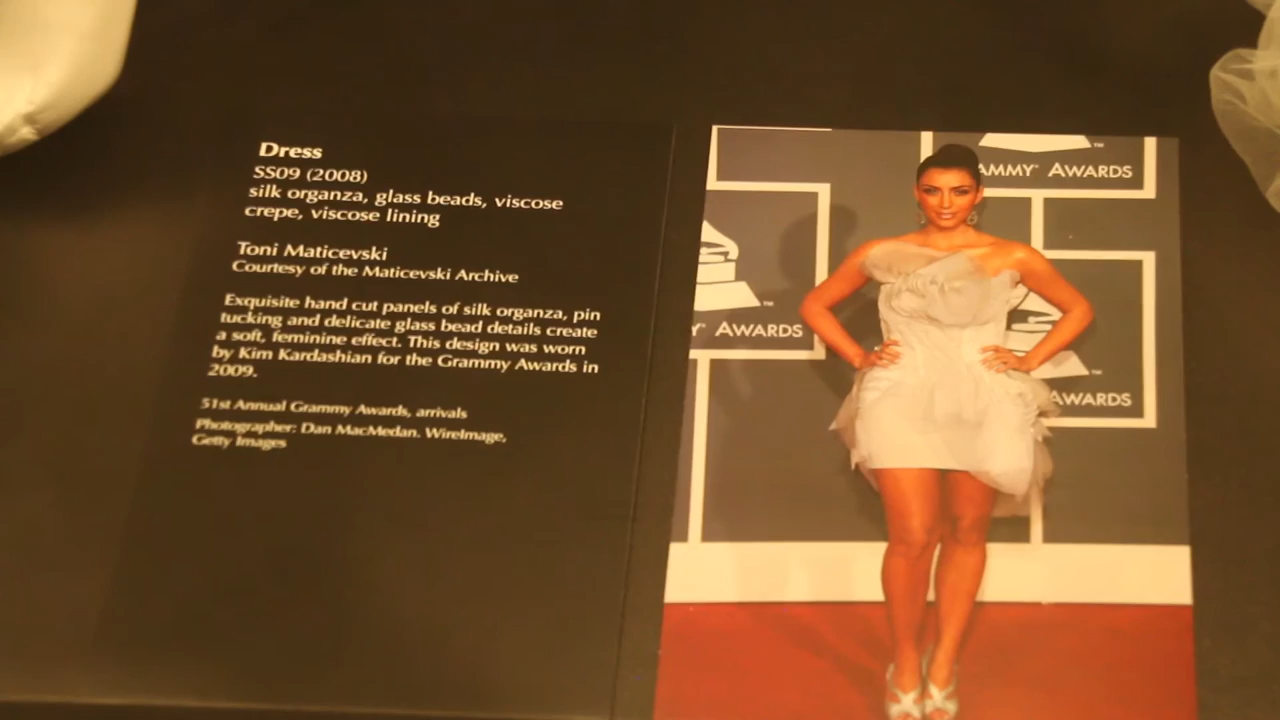 Dress
SS09 (2008)
silk organza, glass beads, viscose
crepe, viscose lining
Toni Maticevski
Courtesy of the Maticevski Archive
Exquisite hand cut panels of silk organza, pin
tucking and delicate glass bead details create
a soft, feminine effect. This design was worn
by Kim Kardashian for the Grammy Awards in
2009.
51st Annual Grammy Awards, arrivals
Photographer: Dan MacMedan. WireImage,
Getty Images
™
AMMY® AWARDS
™
Y® AWARDS
™
AWARDS